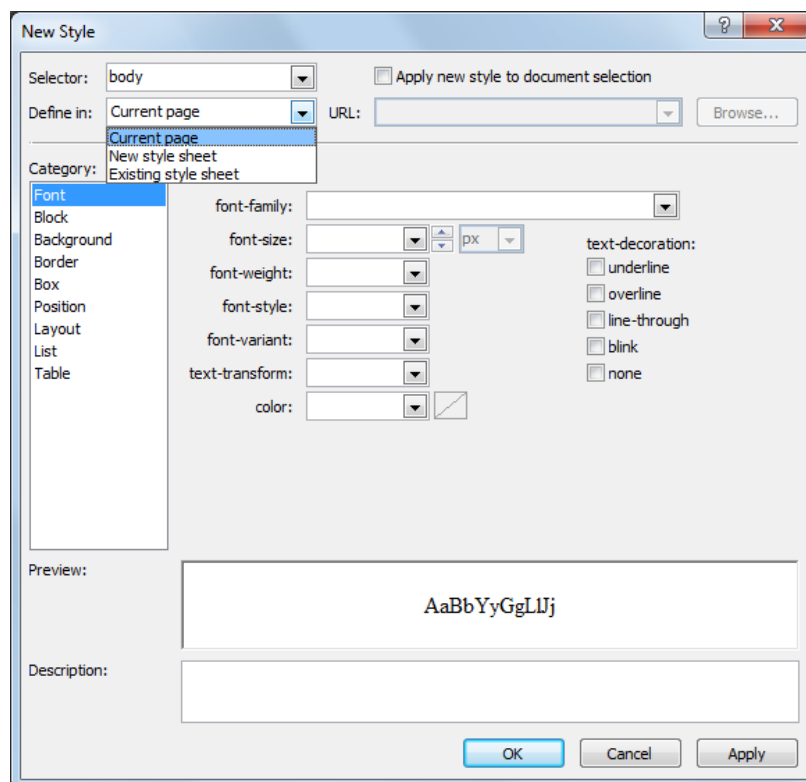 New Style
Selector: body Apply new style to document selection
Define in: Current page URL: Browse...
Current page
New style sheet
Existing style sheet
Category:
Font
Block
Background
Border
Box
Position
Layout
List
Table
font-family:
font-size: px
font-weight:
font-style:
font-variant:
text-transform:
color:
text-decoration:
underline
overline
line-through
blink
none
Preview:
AaBbYyGgLlJj
Description:
OK Cancel Apply